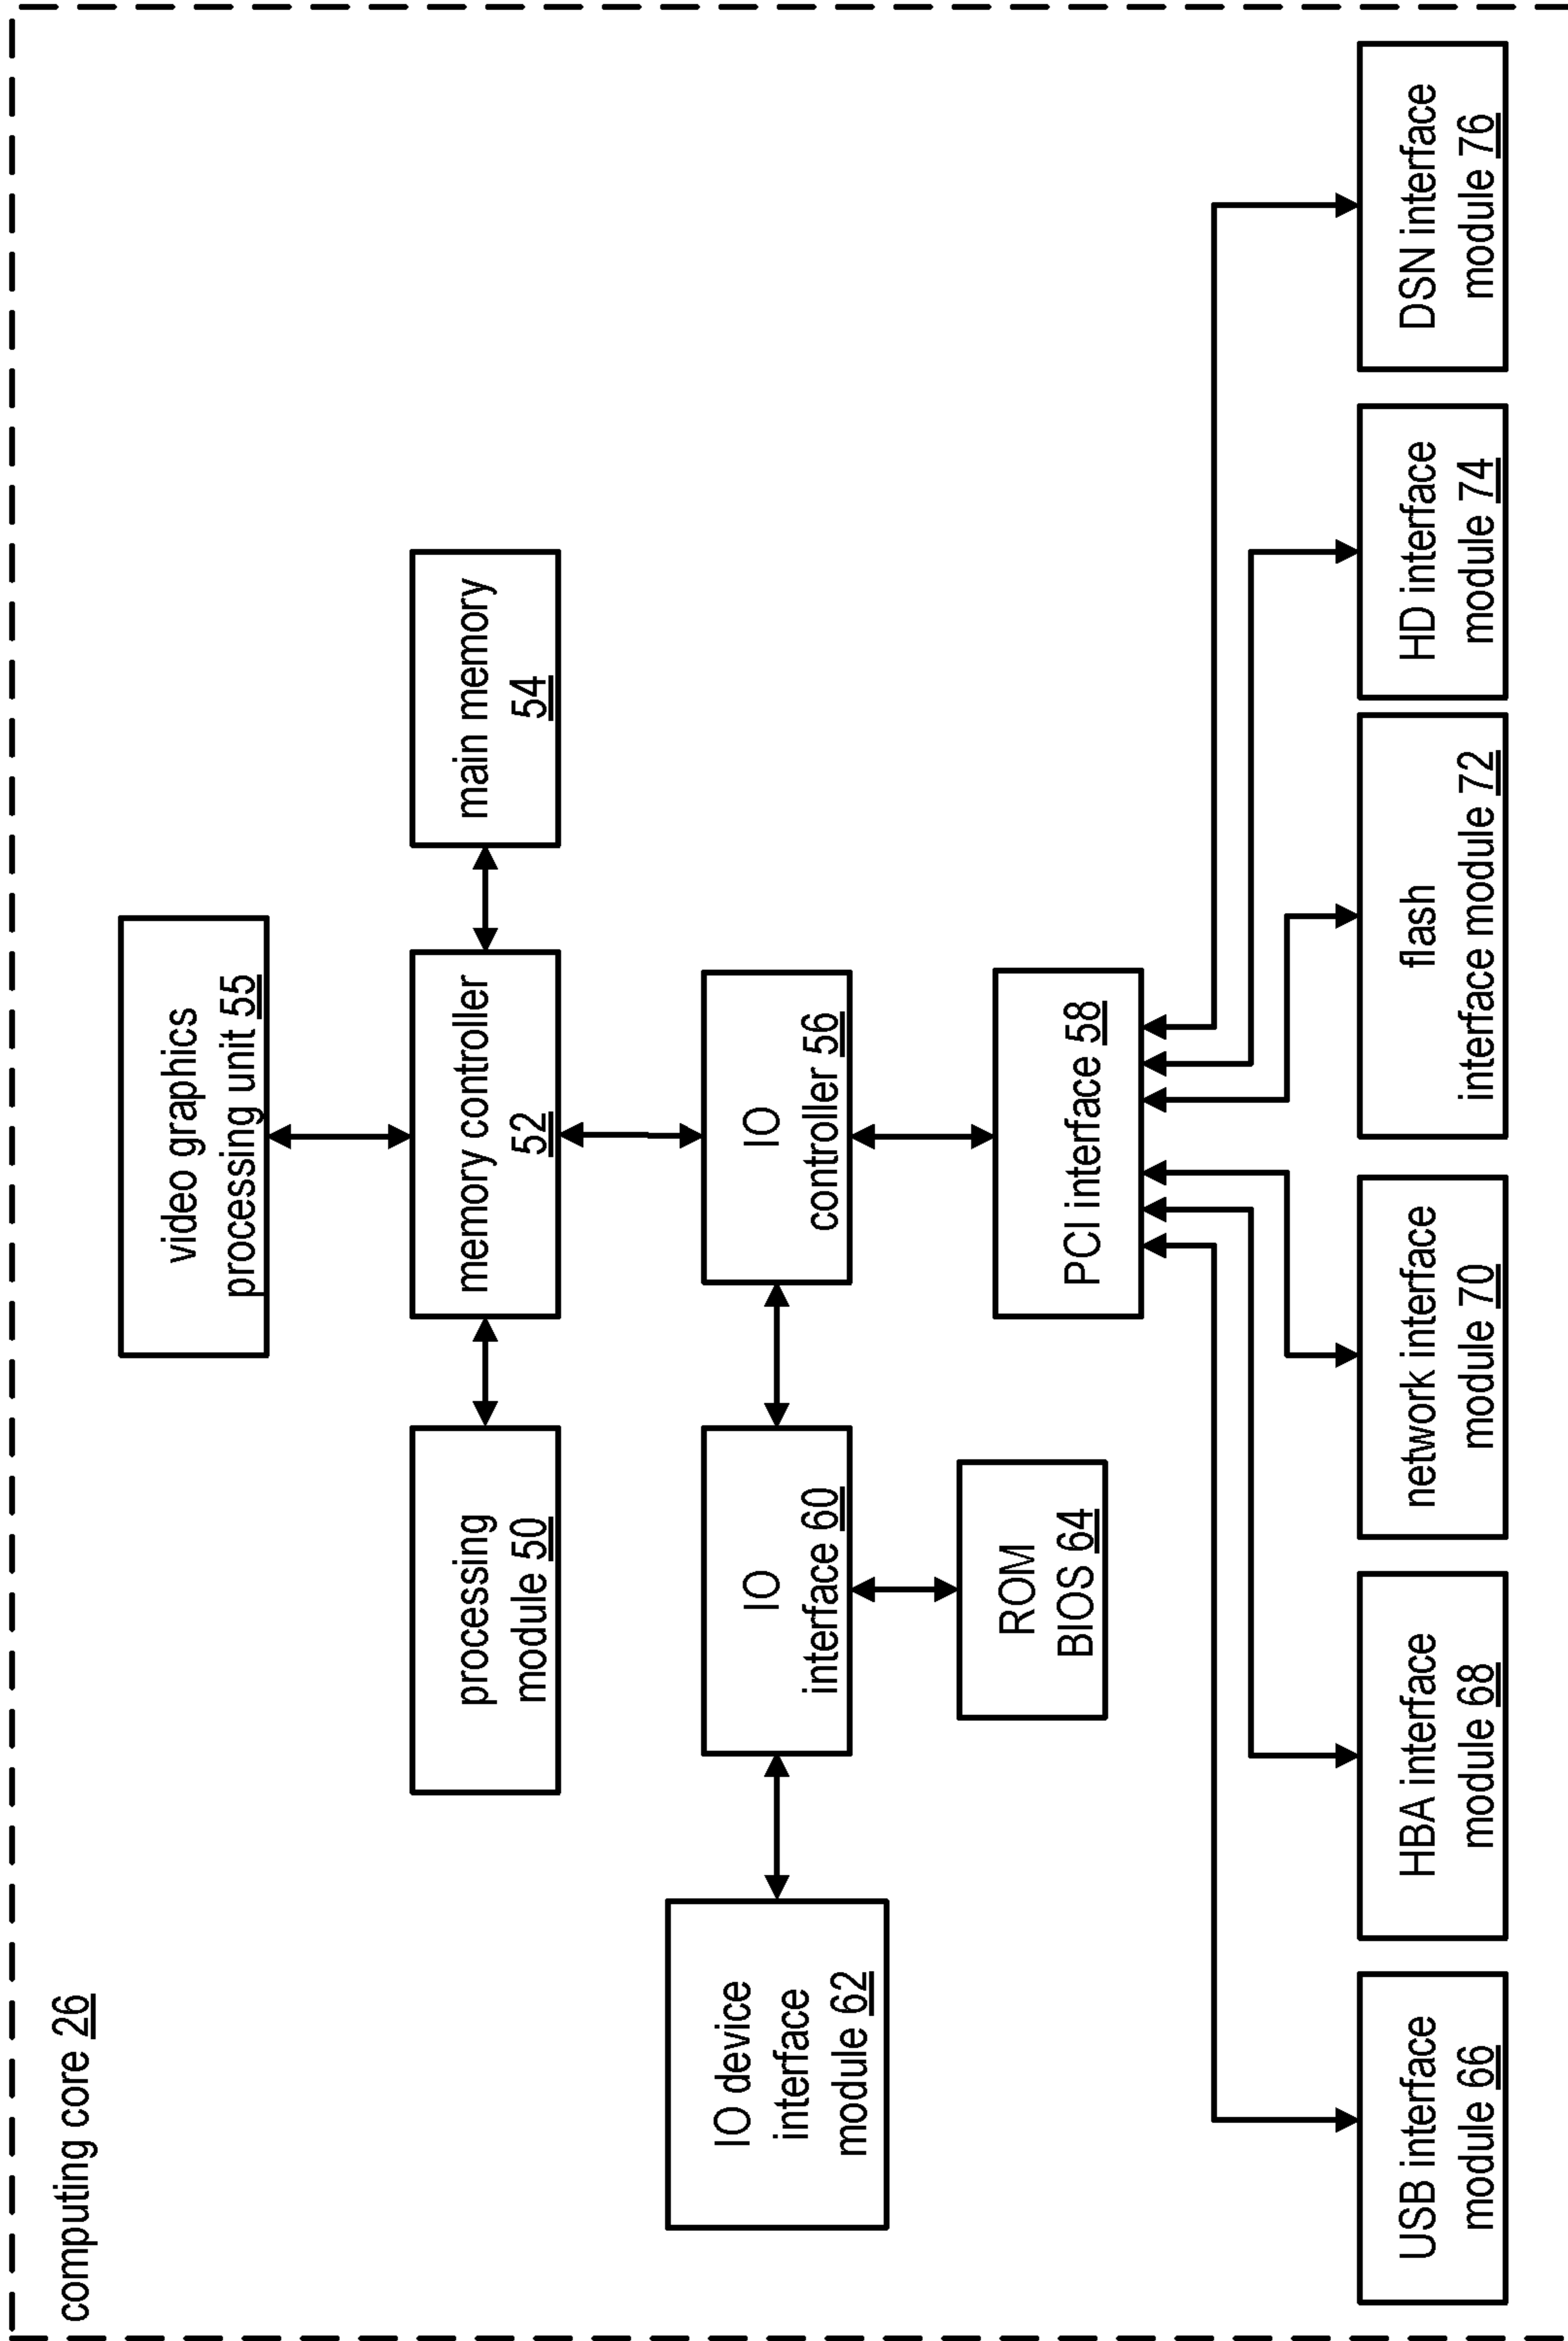 computing core 26
video graphics
processing unit 55
processing
module 50
memory controller
52
main memory
54
IO device
interface
module 62
IO
interface 60
IO
controller 56
ROM
BIOS 64
PCI interface 58
USB interface
module 66
HBA interface
module 68
network interface
module 70
flash
interface module 72
HD interface
module 74
DSN interface
module 76